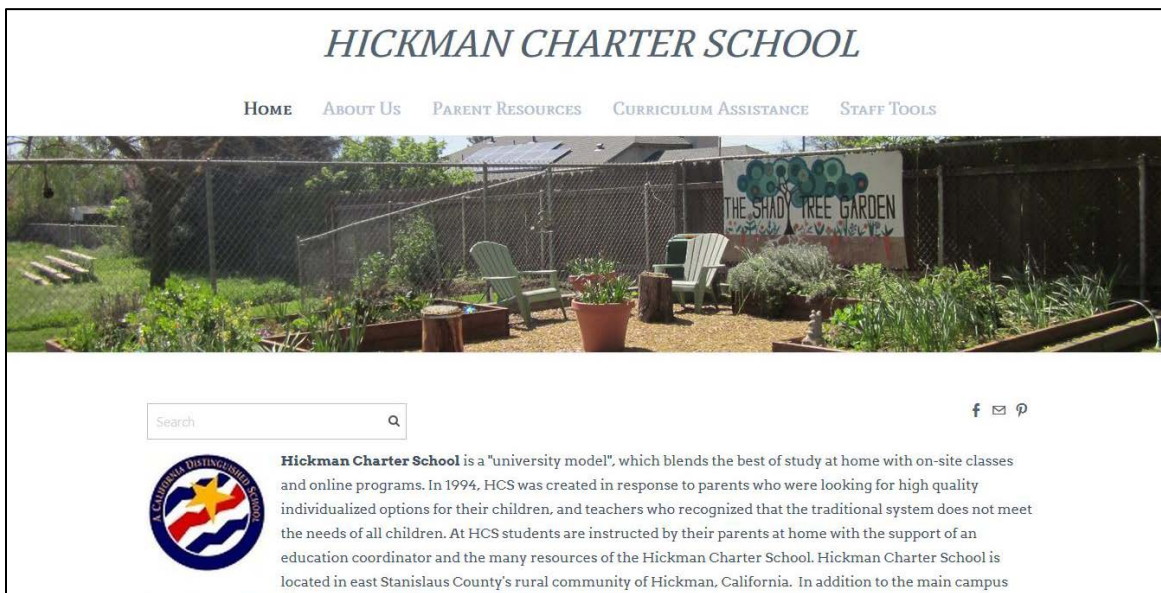 HICKMAN CHARTER SCHOOL
HOME ABOUT US PARENT RESOURCES CURRICULUM ASSISTANCE STAFF TOOLS
THE SHADY TREE GARDEN
Search
A CALIFORNIA DISTINGUISHED SCHOOL
Hickman Charter School is a "university model", which blends the best of study at home with on-site classes
and online programs. In 1994, HCS was created in response to parents who were looking for high quality
individualized options for their children, and teachers who recognized that the traditional system does not meet
the needs of all children. At HCS students are instructed by their parents at home with the support of an
education coordinator and the many resources of the Hickman Charter School. Hickman Charter School is
located in east Stanislaus County's rural community of Hickman, California. In addition to the main campus